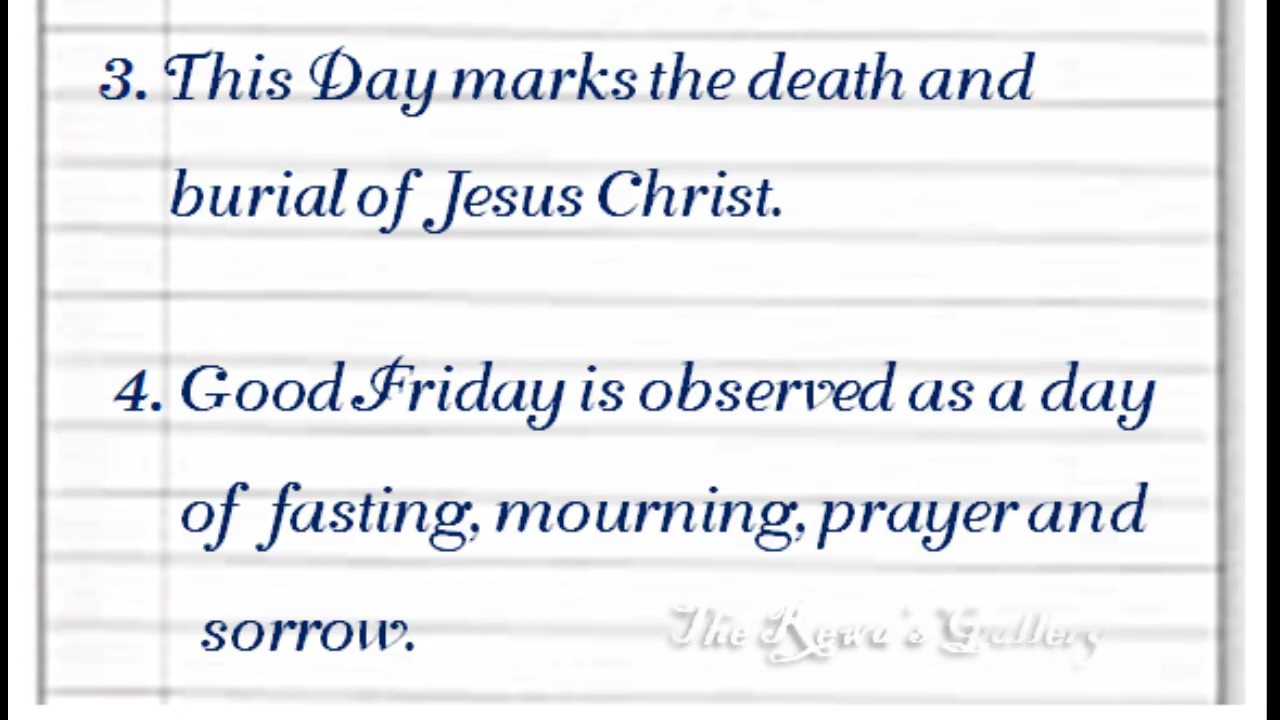 3. This Day marks the death and
burial of Jesus Christ.
4. Good Friday is observed as a day
of fasting, mourning, prayer and
sorrow.
The Rewa's Gallery